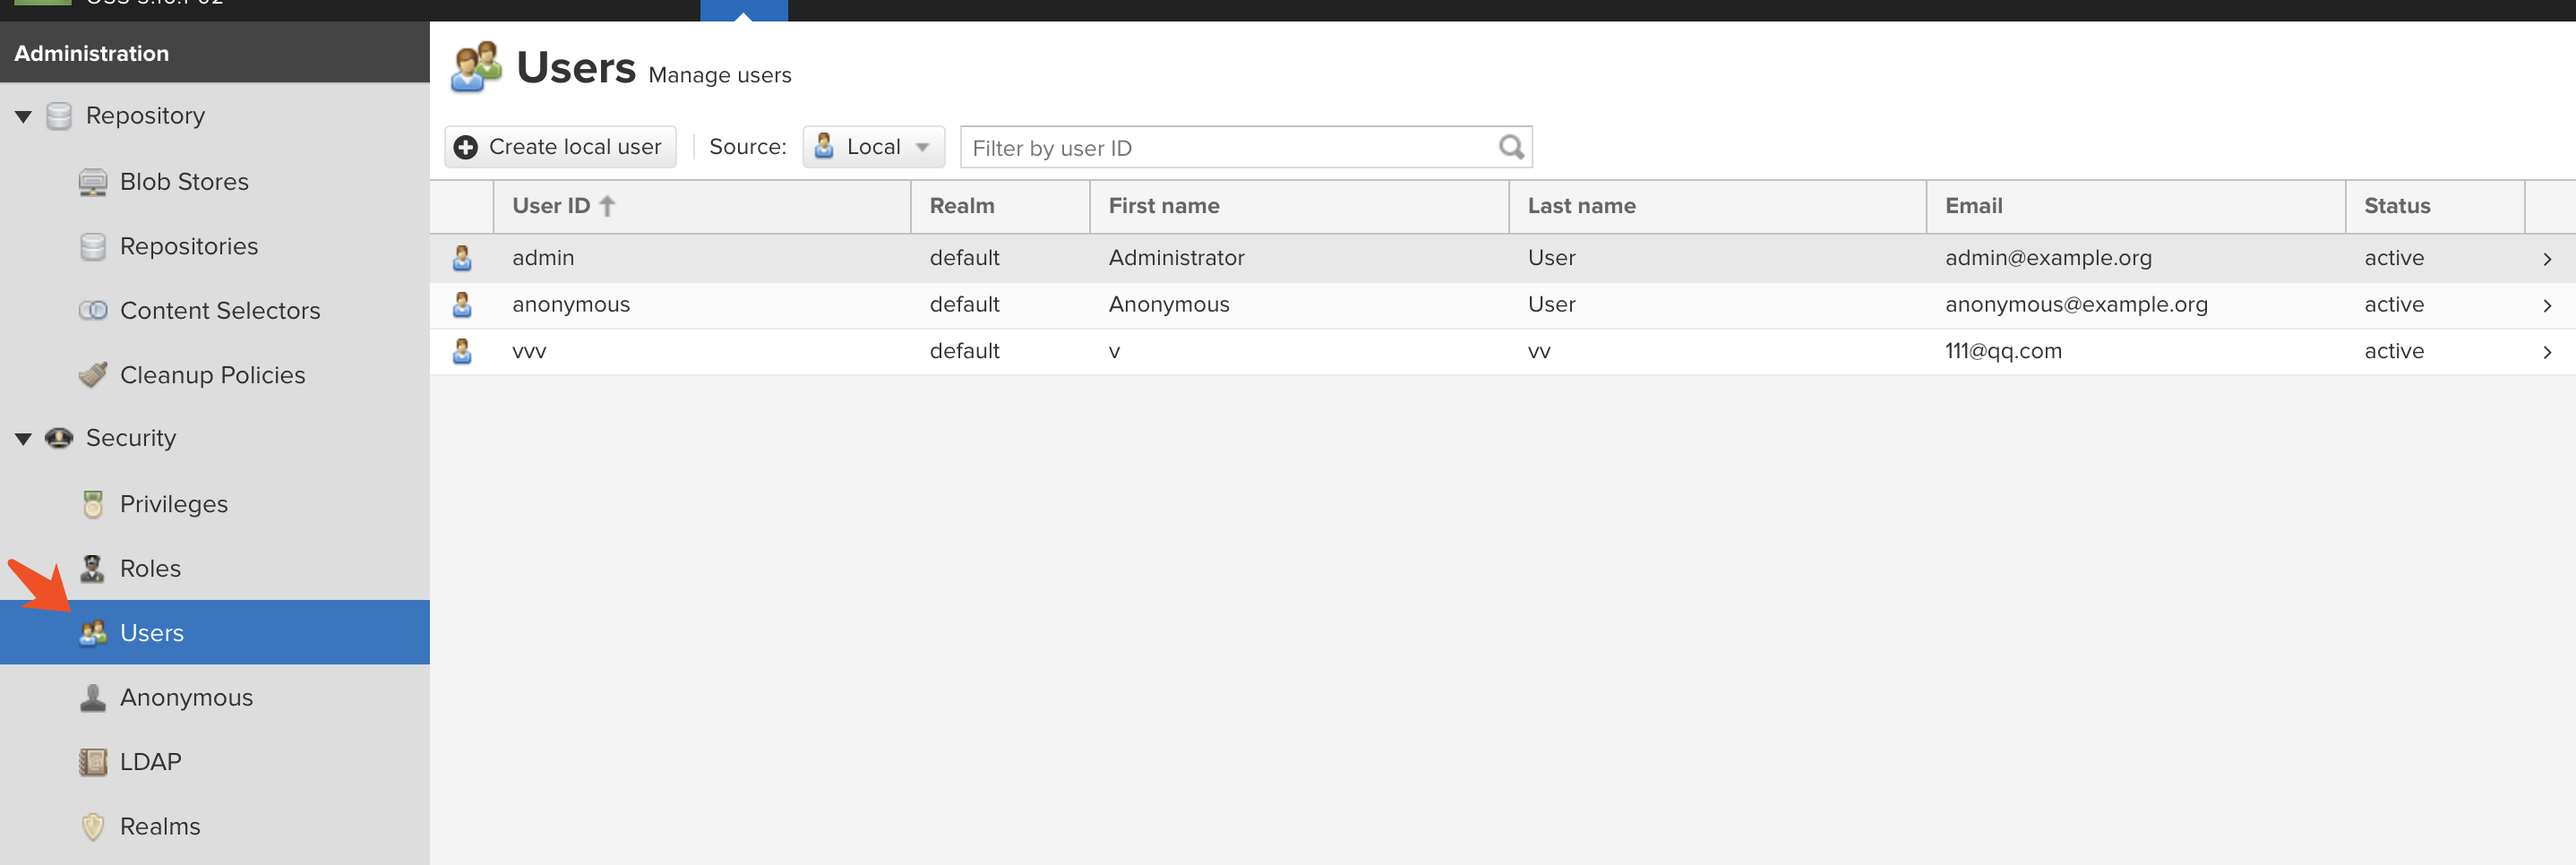 Administration
Repository
Blob Stores
Repositories
Content Selectors
Cleanup Policies
Security
Privileges
Roles
Users
Anonymous
LDAP
Realms
Users Manage users
Create local user Source: Local Filter by user ID
User ID Realm First name Last name Email Status
admin default Administrator User admin@example.org active
anonymous default Anonymous User anonymous@example.org active
vvv default v vv 111@qq.com active